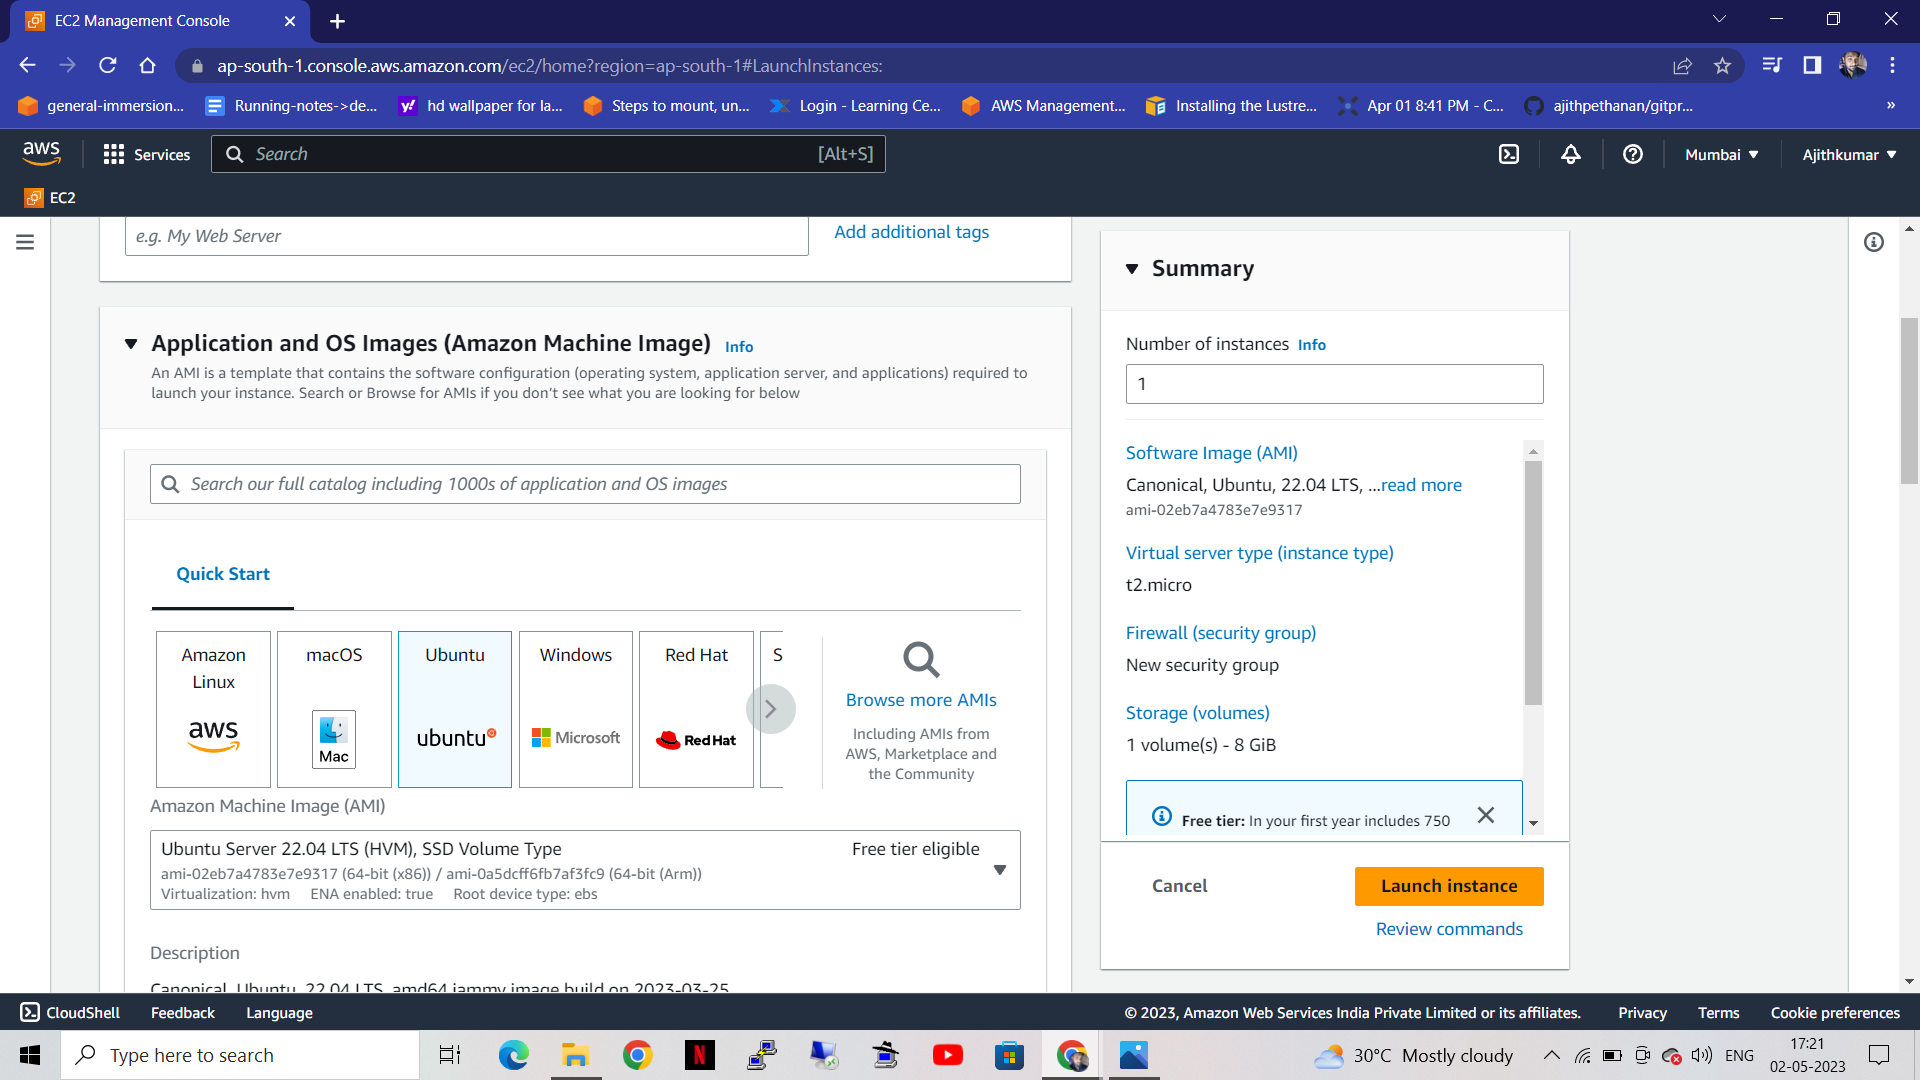 EC2 Management Console
ap-south-1.console.aws.amazon.com/ec2/home?region=ap-south-1#LaunchInstances:
general-immersion...
Running-notes->de...
y!
hd wallpaper for la...
Steps to mount, un...
Login - Learning Ce...
AWS Management...
Installing the Lustre...
Apr 01 8:41 PM - C...
ajithpethanan/gitpr...
»
aws
Services
Search
[Alt+S]
Mumbai
Ajithkumar
EC2
e.g. My Web Server
Add additional tags
Application and OS Images (Amazon Machine Image) Info
An AMI is a template that contains the software configuration (operating system, application server, and applications) required to
launch your instance. Search or Browse for AMIs if you don't see what you are looking for below
Search our full catalog including 1000s of application and OS images
Quick Start
Amazon
Linux
aws
macOS
Mac
Ubuntu
ubuntu
Windows
Microsoft
Red Hat
Red Hat
S
Browse more AMIs
Including AMIs from
AWS, Marketplace and
the Community
Amazon Machine Image (AMI)
Ubuntu Server 22.04 LTS (HVM), SSD Volume Type
Free tier eligible
ami-02eb7a4783e7e9317 (64-bit (x86)) / ami-0a5dcff6fb7af3fc9 (64-bit (Arm))
Virtualization: hvm ENA enabled: true Root device type: ebs
Description
Canonical, Ubuntu, 22.04 LTS, amd64 jammy image build on 2023-03-25
Summary
Number of instances Info
1
Software Image (AMI)
Canonical, Ubuntu, 22.04 LTS, ...read more
ami-02eb7a4783e7e9317
Virtual server type (instance type)
t2.micro
Firewall (security group)
New security group
Storage (volumes)
1 volume(s) - 8 GiB
Free tier: In your first year includes 750
Cancel
Launch instance
Review commands
CloudShell
Feedback
Language
© 2023, Amazon Web Services India Private Limited or its affiliates.
Privacy
Terms
Cookie preferences
Type here to search
N
30°C Mostly cloudy
ENG
17:21
02-05-2023